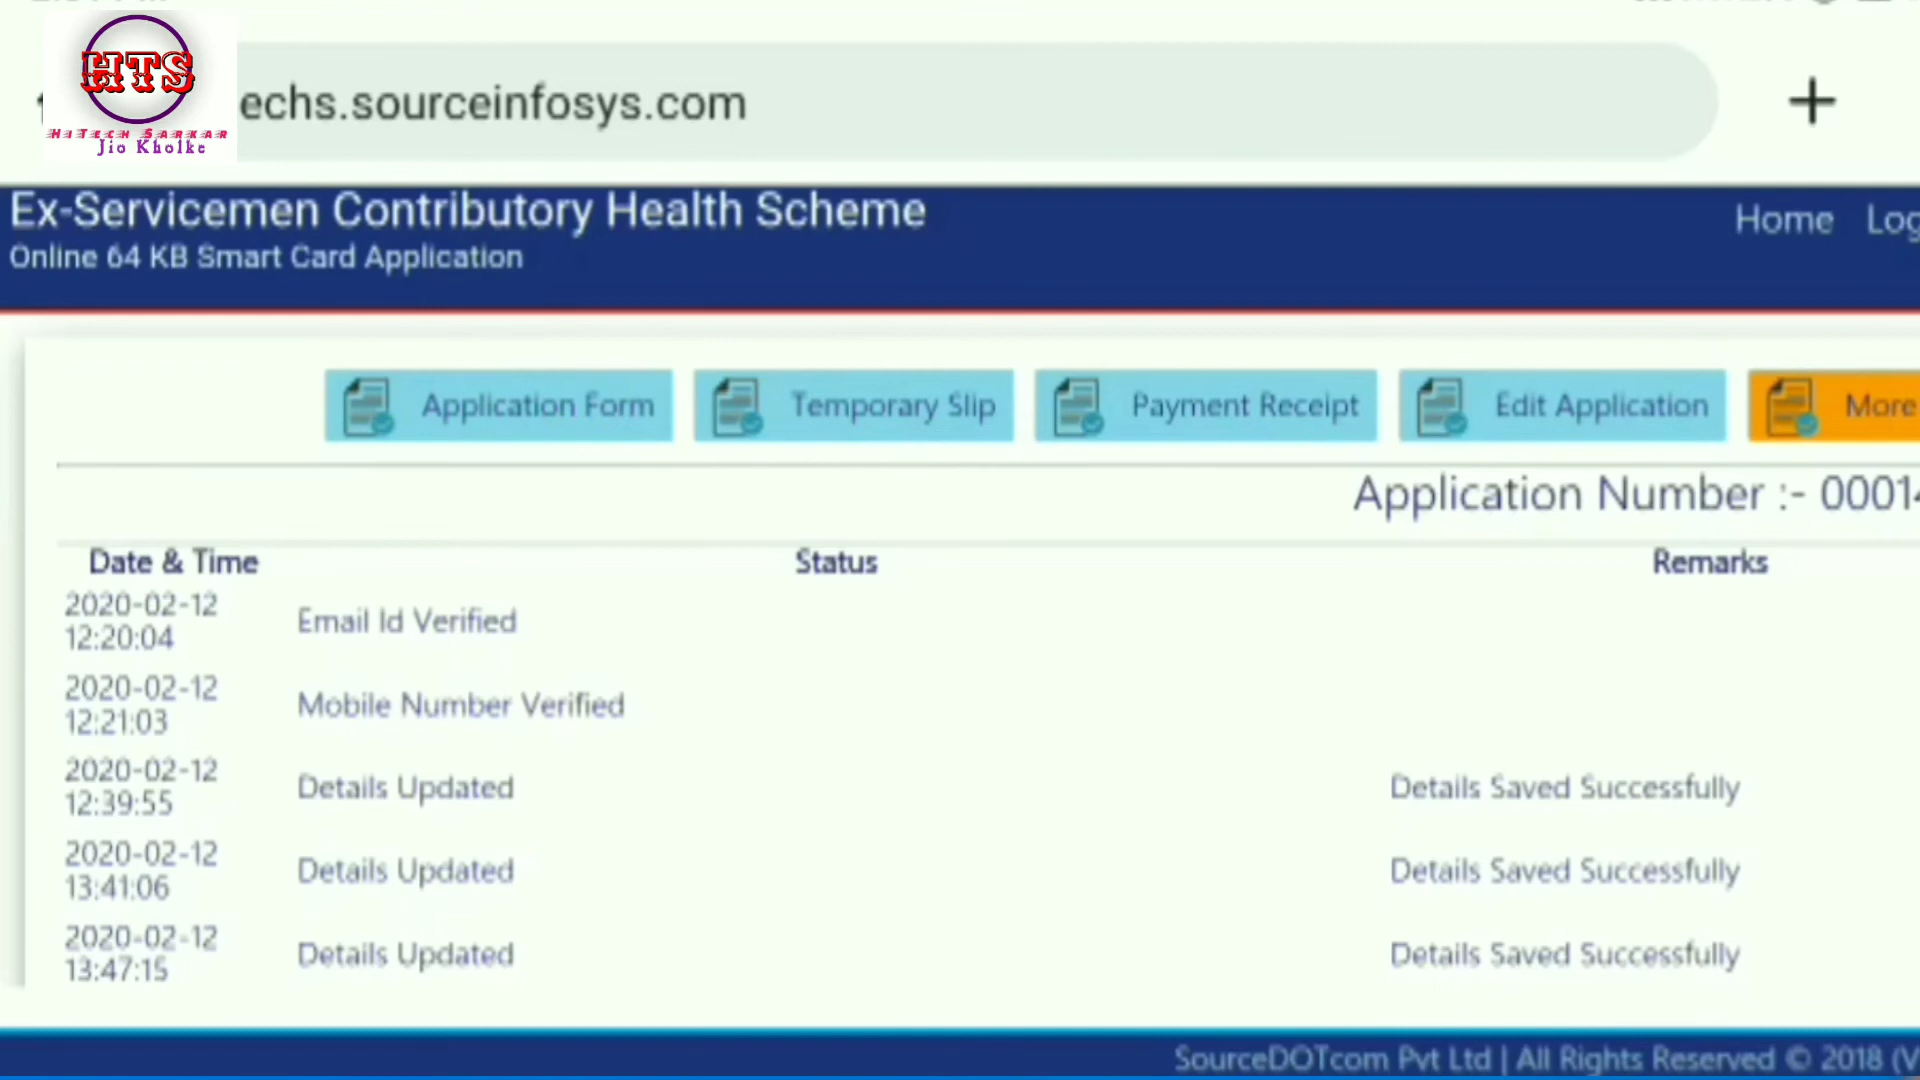 HTS
HiTech Sarkar
Jio Kholke
echs.sourceinfosys.com
Ex-Servicemen Contributory Health Scheme
Home
Online 64 KB Smart Card Application
Application Form Temporary Slip Payment Receipt Edit Application More
Application Number :- 00014
Date & Time Status Remarks
2020-02-12
12:20:04
Email Id Verified
2020-02-12
12:21:03
Mobile Number Verified
2020-02-12
12:39:55
Details Updated Details Saved Successfully
2020-02-12
13:41:06
Details Updated Details Saved Successfully
2020-02-12
13:47:15
Details Updated Details Saved Successfully
SourceDOTcom Pvt Ltd | All Rights Reserved © 2018 (V